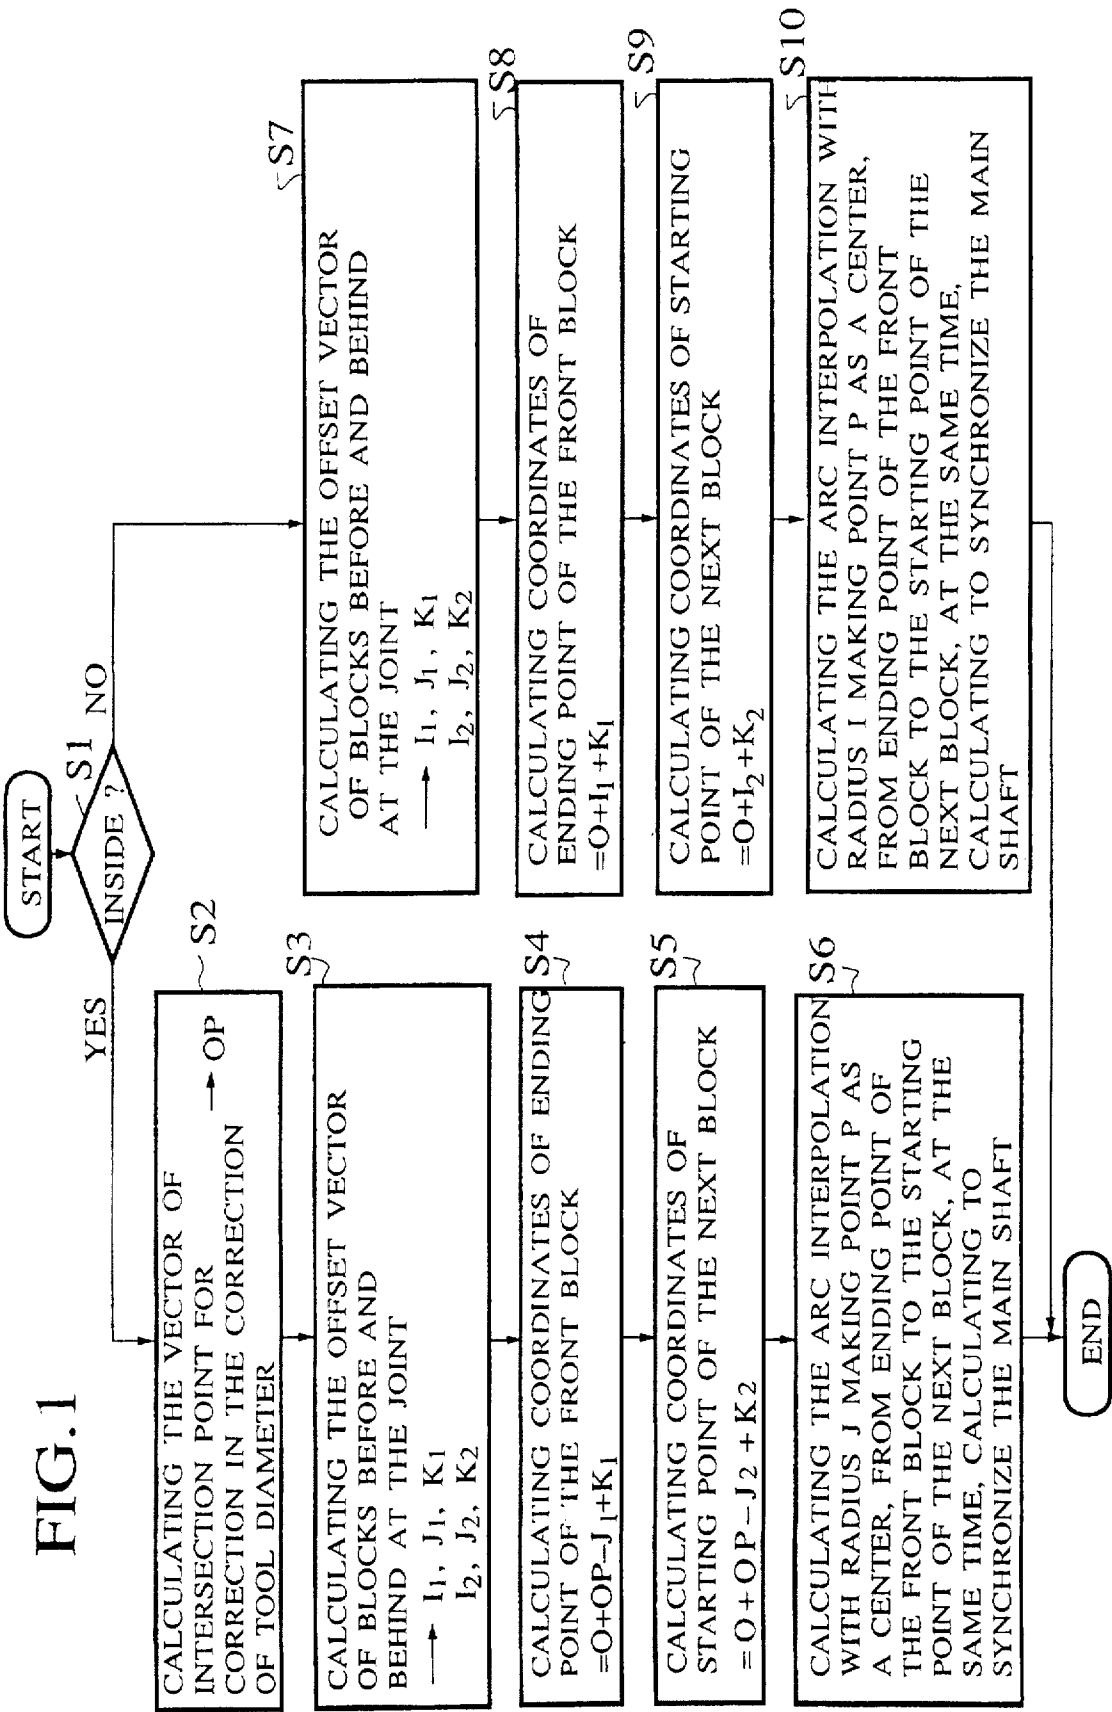 FIG.1
START
S1
INSIDE ?
YES
NO
S2
CALCULATING THE VECTOR OF
INTERSECTION POINT FOR
CORRECTION IN THE CORRECTION → OP
OF TOOL DIAMETER
S3
CALCULATING THE OFFSET VECTOR
OF BLOCKS BEFORE AND
BEHIND AT THE JOINT
→ I1, J1, K1
I2, J2, K2
S4
CALCULATING COORDINATES OF ENDING
POINT OF THE FRONT BLOCK
=O+OP–J1+K1
S5
CALCULATING COORDINATES OF
STARTING POINT OF THE NEXT BLOCK
=O+OP–J2+K2
S6
CALCULATING THE ARC INTERPOLATION
WITH RADIUS J MAKING POINT P AS
A CENTER, FROM ENDING POINT OF
THE FRONT BLOCK TO THE STARTING
POINT OF THE NEXT BLOCK, AT THE
SAME TIME, CALCULATING TO
SYNCHRONIZE THE MAIN SHAFT
S7
CALCULATING THE OFFSET VECTOR
OF BLOCKS BEFORE AND BEHIND
AT THE JOINT
→ I1, J1, K1
I2, J2, K2
S8
CALCULATING COORDINATES OF
ENDING POINT OF THE FRONT BLOCK
=O+I1+K1
S9
CALCULATING COORDINATES OF STARTING
POINT OF THE NEXT BLOCK
=O+I2+K2
S10
CALCULATING THE ARC INTERPOLATION WITH
RADIUS I MAKING POINT P AS A CENTER,
FROM ENDING POINT OF THE FRONT
BLOCK TO THE STARTING POINT OF THE
NEXT BLOCK, AT THE SAME TIME,
CALCULATING TO SYNCHRONIZE THE MAIN
SHAFT
END